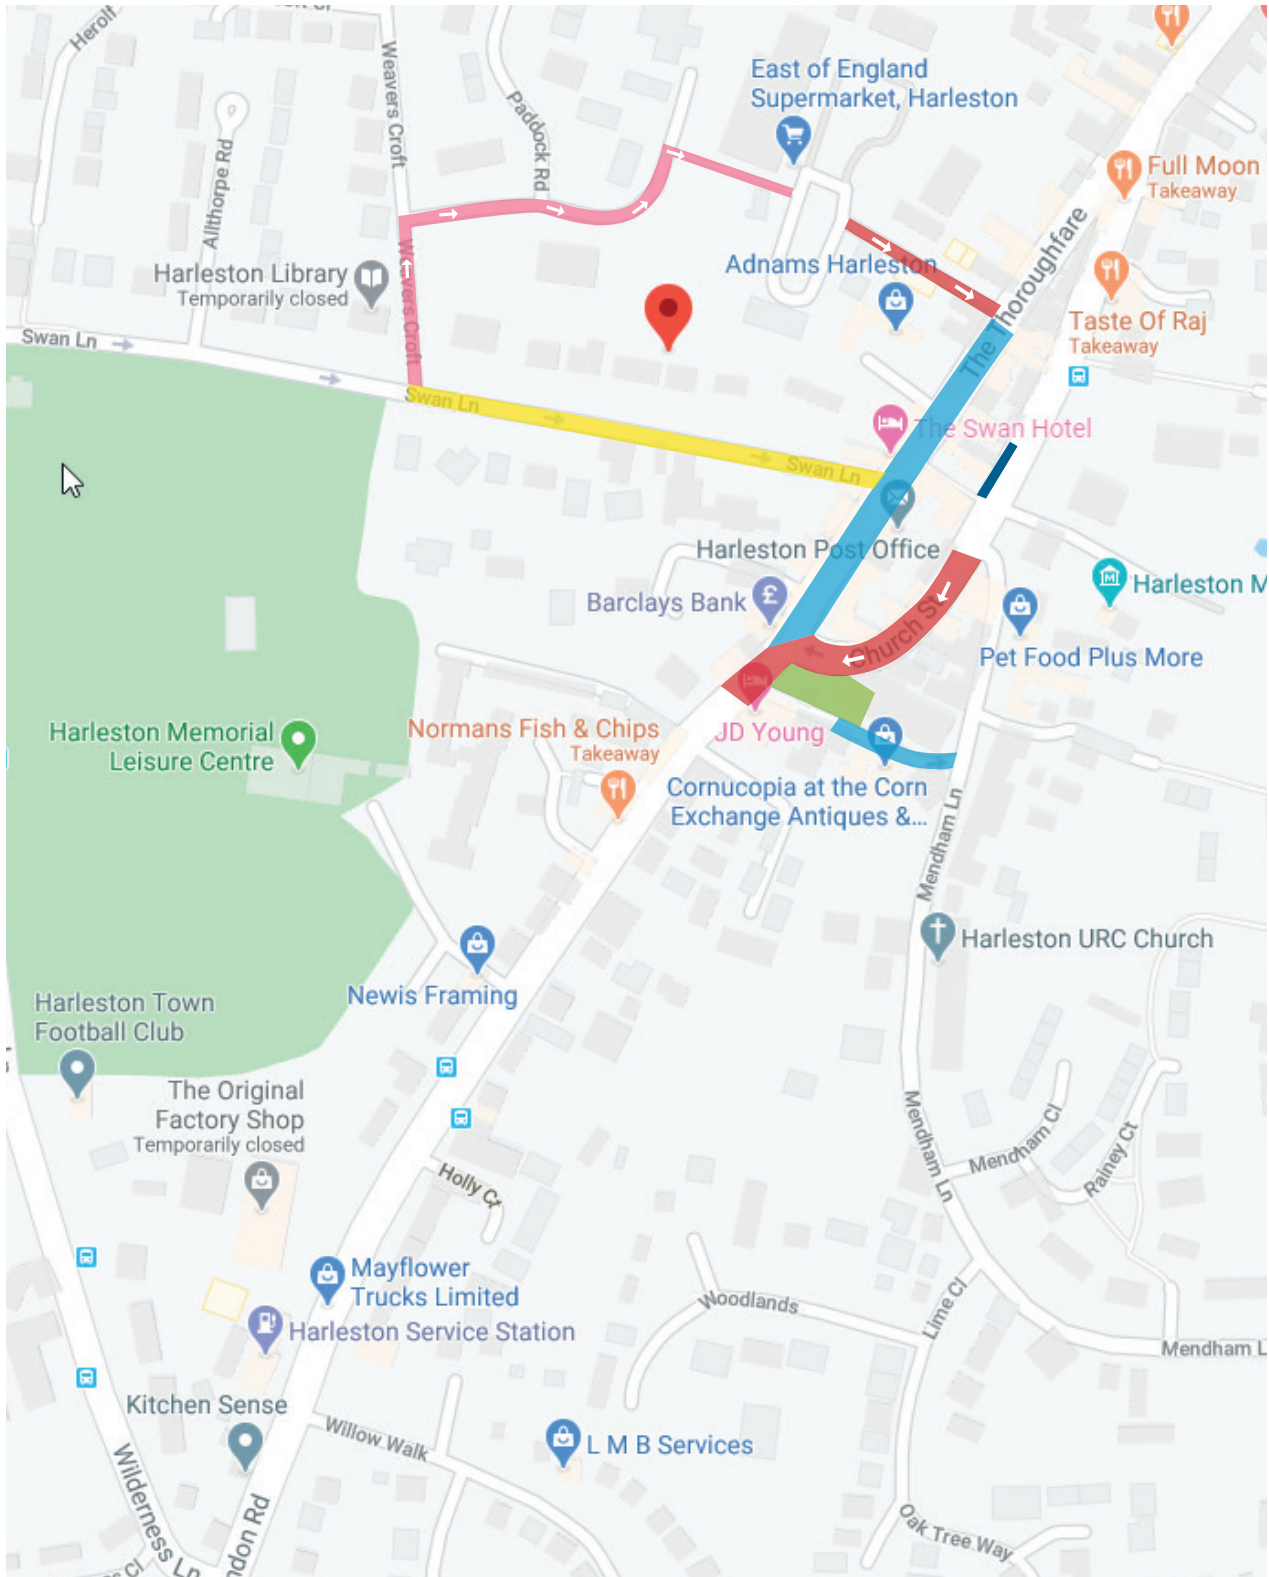 Herolf
Weavers Croft
Paddock Rd
East of England
Supermarket, Harleston
Allthorpe Rd
Full Moon
Takeaway
Harleston Library
Temporarily closed
Weavers Croft
Adnams Harleston
The Thoroughfare
Taste Of Raj
Takeaway
Swan Ln
Swan Ln
The Swan Hotel
Swan Ln
Harleston Post Office
Barclays Bank
Church St
Harleston M
Pet Food Plus More
Harleston Memorial
Leisure Centre
Normans Fish & Chips
Takeaway
JD Young
Cornucopia at the Corn
Exchange Antiques &...
Mendham Ln
Harleston URC Church
Newis Framing
Harleston Town
Football Club
The Original
Factory Shop
Temporarily closed
Mendham Ln
Mendham Cl
Rainey Ct
Holly Ct
Mayflower
Trucks Limited
Woodlands
Lime Cl
Harleston Service Station
Mendham L
Kitchen Sense
Willow Walk
L M B Services
Wilderness Ln
ndon Rd
Oak Tree Way